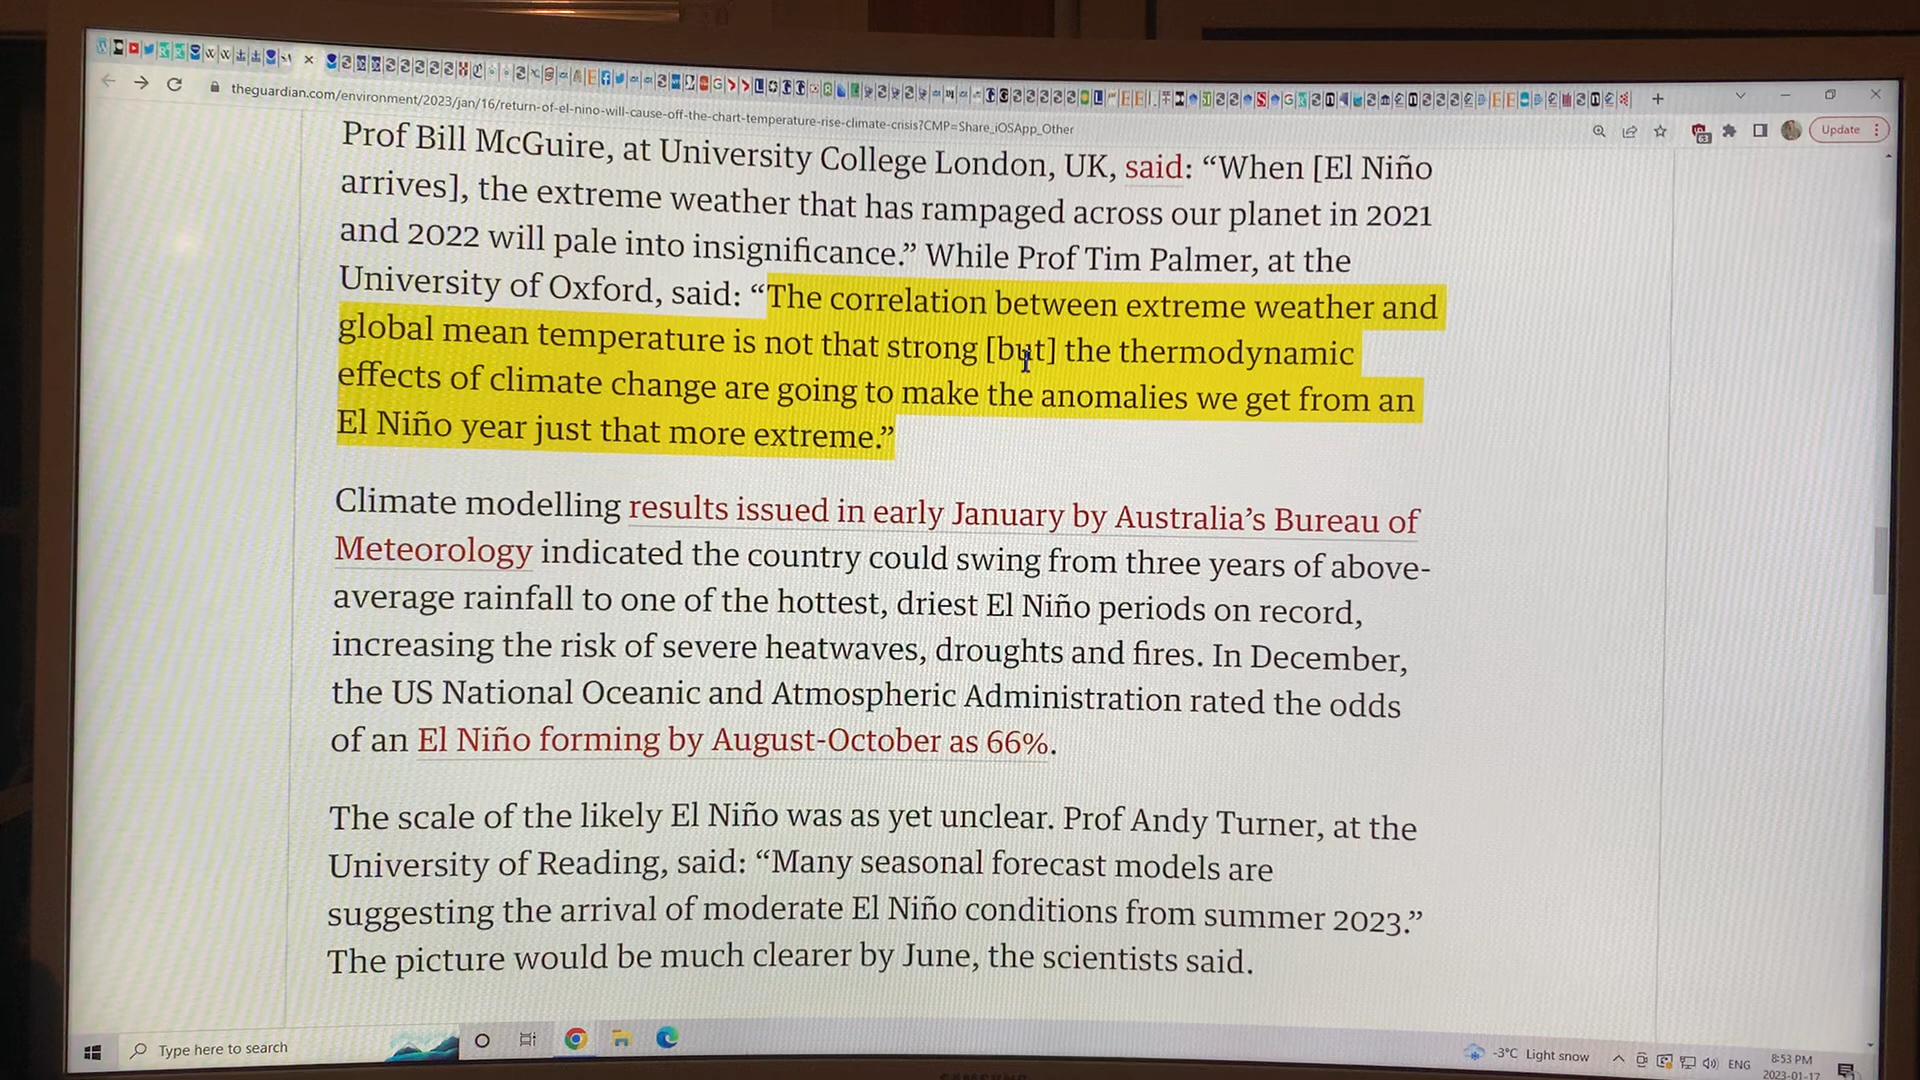 theguardian.com/environment/2023/jan/16/return-of-el-nino-will-cause-off-the-chart-temperature-rise-climate-crisis?CMP=Share_iOSApp_Other
Update
Prof Bill McGuire, at University College London, UK, said: “When [El Niño
arrives], the extreme weather that has rampaged across our planet in 2021
and 2022 will pale into insignificance.” While Prof Tim Palmer, at the
University of Oxford, said: “The correlation between extreme weather and
global mean temperature is not that strong [but] the thermodynamic
effects of climate change are going to make the anomalies we get from an
El Niño year just that more extreme.”
Climate modelling results issued in early January by Australia’s Bureau of
Meteorology indicated the country could swing from three years of above-
average rainfall to one of the hottest, driest El Niño periods on record,
increasing the risk of severe heatwaves, droughts and fires. In December,
the US National Oceanic and Atmospheric Administration rated the odds
of an El Niño forming by August-October as 66%.
The scale of the likely El Niño was as yet unclear. Prof Andy Turner, at the
University of Reading, said: “Many seasonal forecast models are
suggesting the arrival of moderate El Niño conditions from summer 2023.”
The picture would be much clearer by June, the scientists said.
Type here to search
-3°C Light snow
ENG
8:53 PM
2023-01-17
SAMSUNG